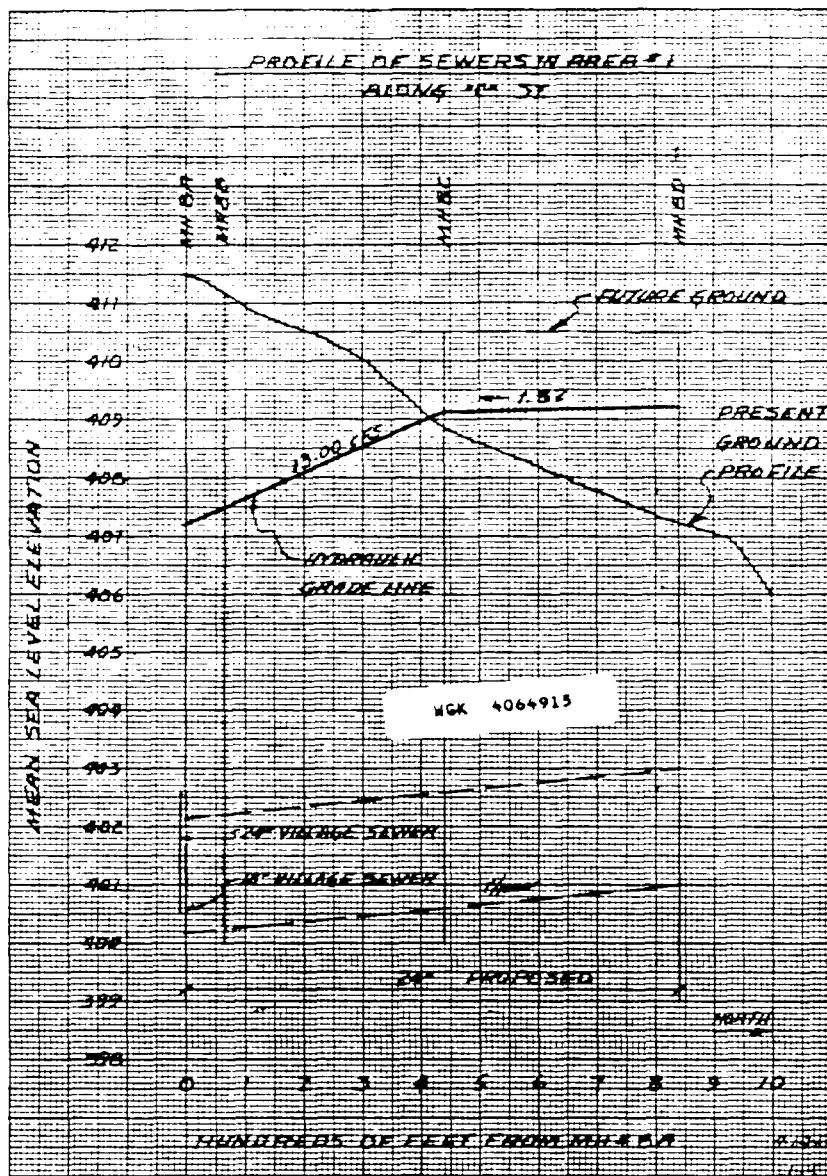 PROFILE OF SEWERS IN AREA #1
ALONG "C" ST
MH 8A
MH 8B
MH 8C
MH 8D
412
411
410
409
408
407
406
405
404
403
402
401
400
399
398
MEAN SEA LEVEL ELEVATION
FUTURE GROUND
1.87
13.00 CFS
PRESENT
GROUND
PROFILE
HYDRAULIC
GRADE LINE
WGK 4064915
24" VILLAGE SEWER
18" VILLAGE SEWER
24" PROPOSED
NORTH
0 1 2 3 4 5 6 7 8 9 10
HUNDREDS OF FEET FROM MH # 8A